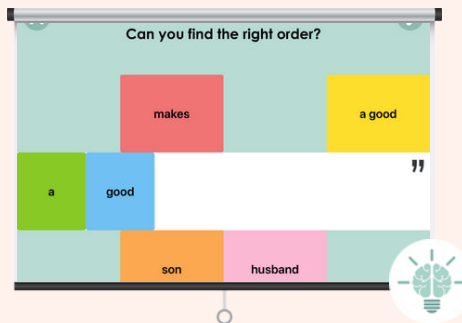 Can you find the right order?
makes a good
a good ”
son husband